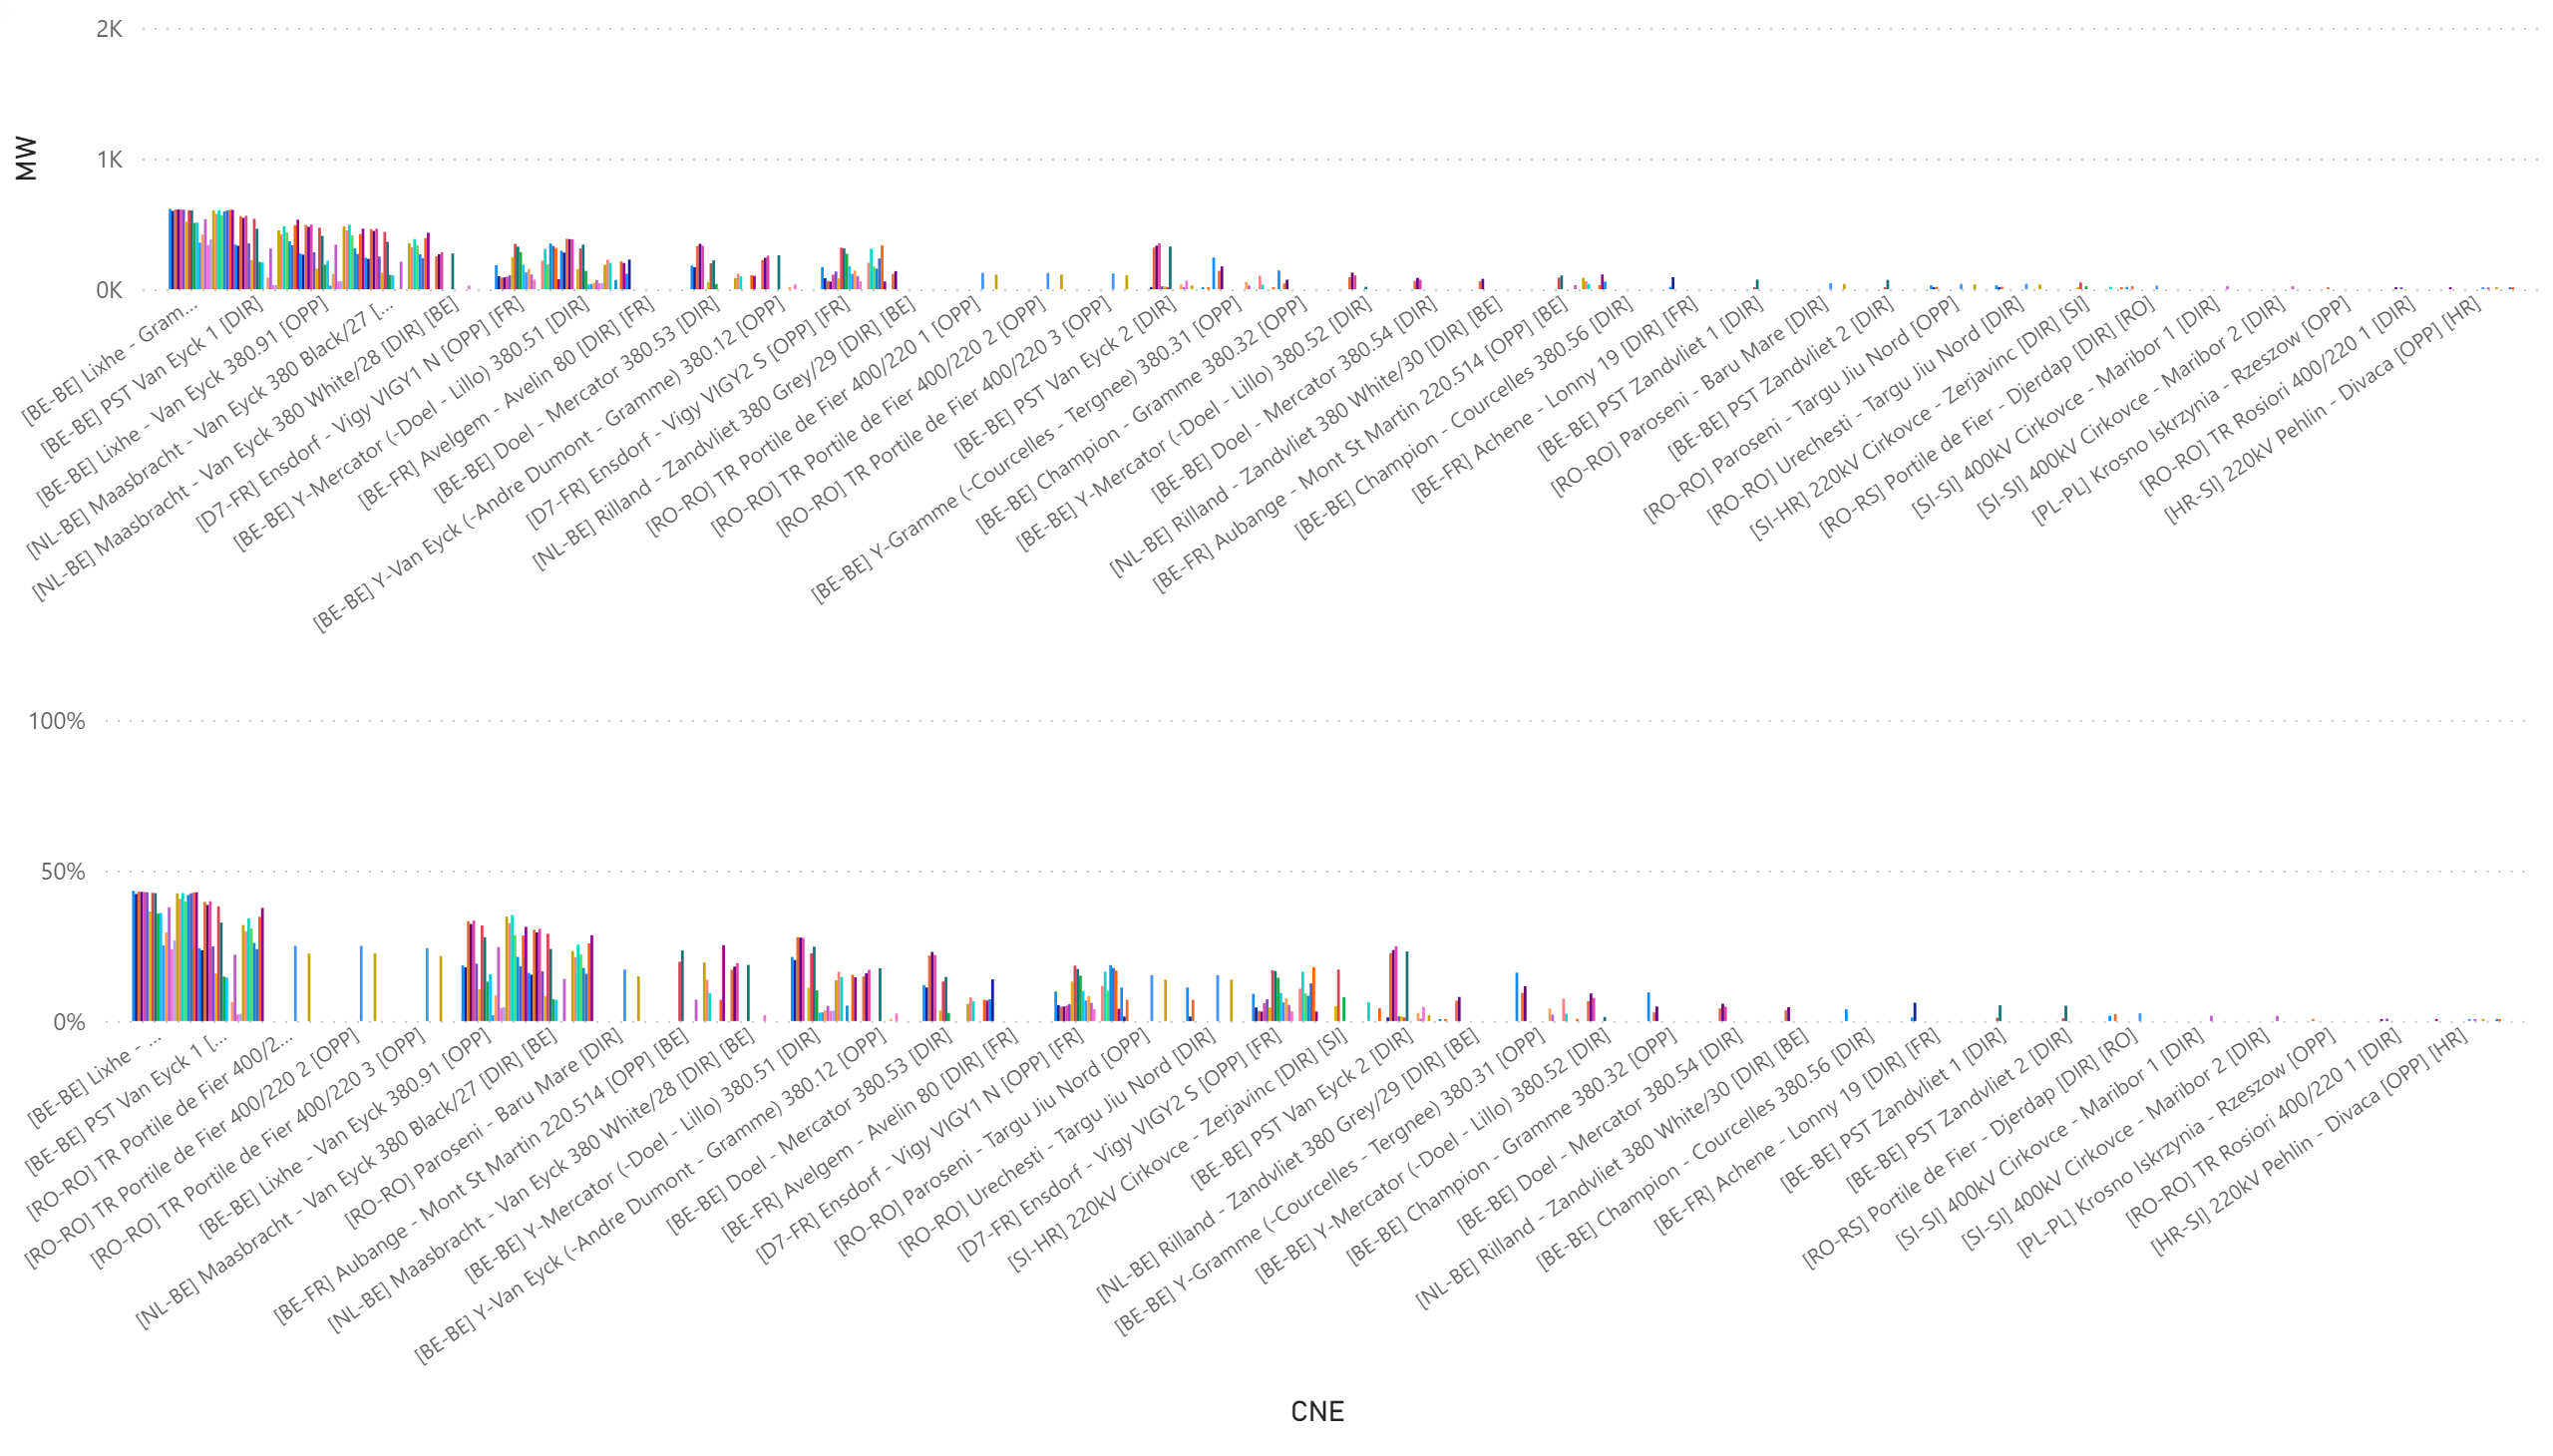 2K
1K
0K
MW
[BE-BE] Lixhe - Gram...
[BE-BE] PST Van Eyck 1 [DIR]
[BE-BE] Lixhe - Van Eyck 380.91 [OPP]
[NL-BE] Maasbracht - Van Eyck 380 Black/27 [...
[NL-BE] Maasbracht - Van Eyck 380 White/28 [DIR] [BE]
[D7-FR] Ensdorf - Vigy VIGY1 N [OPP] [FR]
[BE-BE] Y-Mercator (-Doel - Lillo) 380.51 [DIR]
[BE-FR] Avelgem - Avelin 80 [DIR] [FR]
[BE-BE] Doel - Mercator 380.53 [DIR]
[BE-BE] Y-Van Eyck (-Andre Dumont - Gramme) 380.12 [OPP]
[D7-FR] Ensdorf - Vigy VIGY2 S [OPP] [FR]
[NL-BE] Rilland - Zandvliet 380 Grey/29 [DIR] [BE]
[RO-RO] TR Portile de Fier 400/220 1 [OPP]
[RO-RO] TR Portile de Fier 400/220 2 [OPP]
[RO-RO] TR Portile de Fier 400/220 3 [OPP]
[BE-BE] PST Van Eyck 2 [DIR]
[BE-BE] Y-Gramme (-Courcelles - Tergnee) 380.31 [OPP]
[BE-BE] Champion - Gramme 380.32 [OPP]
[BE-BE] Y-Mercator (-Doel - Lillo) 380.52 [DIR]
[BE-BE] Doel - Mercator 380.54 [DIR]
[NL-BE] Rilland - Zandvliet 380 White/30 [DIR] [BE]
[BE-FR] Aubange - Mont St Martin 220.514 [OPP] [BE]
[BE-BE] Champion - Courcelles 380.56 [DIR]
[BE-FR] Achene - Lonny 19 [DIR] [FR]
[BE-BE] PST Zandvliet 1 [DIR]
[RO-RO] Paroseni - Baru Mare [DIR]
[BE-BE] PST Zandvliet 2 [DIR]
[RO-RO] Paroseni - Targu Jiu Nord [OPP]
[RO-RO] Urechesti - Targu Jiu Nord [DIR]
[SI-HR] 220kV Cirkovce - Zerjavinc [DIR] [SI]
[RO-RS] Portile de Fier - Djerdap [DIR] [RO]
[SI-SI] 400kV Cirkovce - Maribor 1 [DIR]
[SI-SI] 400kV Cirkovce - Maribor 2 [DIR]
[PL-PL] Krosno Iskrzynia - Rzeszow [OPP]
[RO-RO] TR Rosiori 400/220 1 [DIR]
[HR-SI] 220kV Pehlin - Divaca [OPP] [HR]
100%
50%
0%
[BE-BE] Lixhe - ...
[BE-BE] PST Van Eyck 1 [...
[RO-RO] TR Portile de Fier 400/2...
[RO-RO] TR Portile de Fier 400/220 2 [OPP]
[RO-RO] TR Portile de Fier 400/220 3 [OPP]
[BE-BE] Lixhe - Van Eyck 380.91 [OPP]
[NL-BE] Maasbracht - Van Eyck 380 Black/27 [DIR] [BE]
[RO-RO] Paroseni - Baru Mare [DIR]
[BE-FR] Aubange - Mont St Martin 220.514 [OPP] [BE]
[NL-BE] Maasbracht - Van Eyck 380 White/28 [DIR] [BE]
[BE-BE] Y-Mercator (-Doel - Lillo) 380.51 [DIR]
[BE-BE] Y-Van Eyck (-Andre Dumont - Gramme) 380.12 [OPP]
[BE-BE] Doel - Mercator 380.53 [DIR]
[BE-FR] Avelgem - Avelin 80 [DIR] [FR]
[D7-FR] Ensdorf - Vigy VIGY1 N [OPP] [FR]
[RO-RO] Paroseni - Targu Jiu Nord [OPP]
[RO-RO] Urechesti - Targu Jiu Nord [DIR]
[D7-FR] Ensdorf - Vigy VIGY2 S [OPP] [FR]
[SI-HR] 220kV Cirkovce - Zerjavinc [DIR] [SI]
[BE-BE] PST Van Eyck 2 [DIR]
[NL-BE] Rilland - Zandvliet 380 Grey/29 [DIR] [BE]
[BE-BE] Y-Gramme (-Courcelles - Tergnee) 380.31 [OPP]
[BE-BE] Y-Mercator (-Doel - Lillo) 380.52 [DIR]
[BE-BE] Champion - Gramme 380.32 [OPP]
[BE-BE] Doel - Mercator 380.54 [DIR]
[NL-BE] Rilland - Zandvliet 380 White/30 [DIR] [BE]
[BE-BE] Champion - Courcelles 380.56 [DIR]
[BE-FR] Achene - Lonny 19 [DIR] [FR]
[BE-BE] PST Zandvliet 1 [DIR]
[BE-BE] PST Zandvliet 2 [DIR]
[RO-RS] Portile de Fier - Djerdap [DIR] [RO]
[SI-SI] 400kV Cirkovce - Maribor 1 [DIR]
[SI-SI] 400kV Cirkovce - Maribor 2 [DIR]
[PL-PL] Krosno Iskrzynia - Rzeszow [OPP]
[RO-RO] TR Rosiori 400/220 1 [DIR]
[HR-SI] 220kV Pehlin - Divaca [OPP] [HR]
CNE